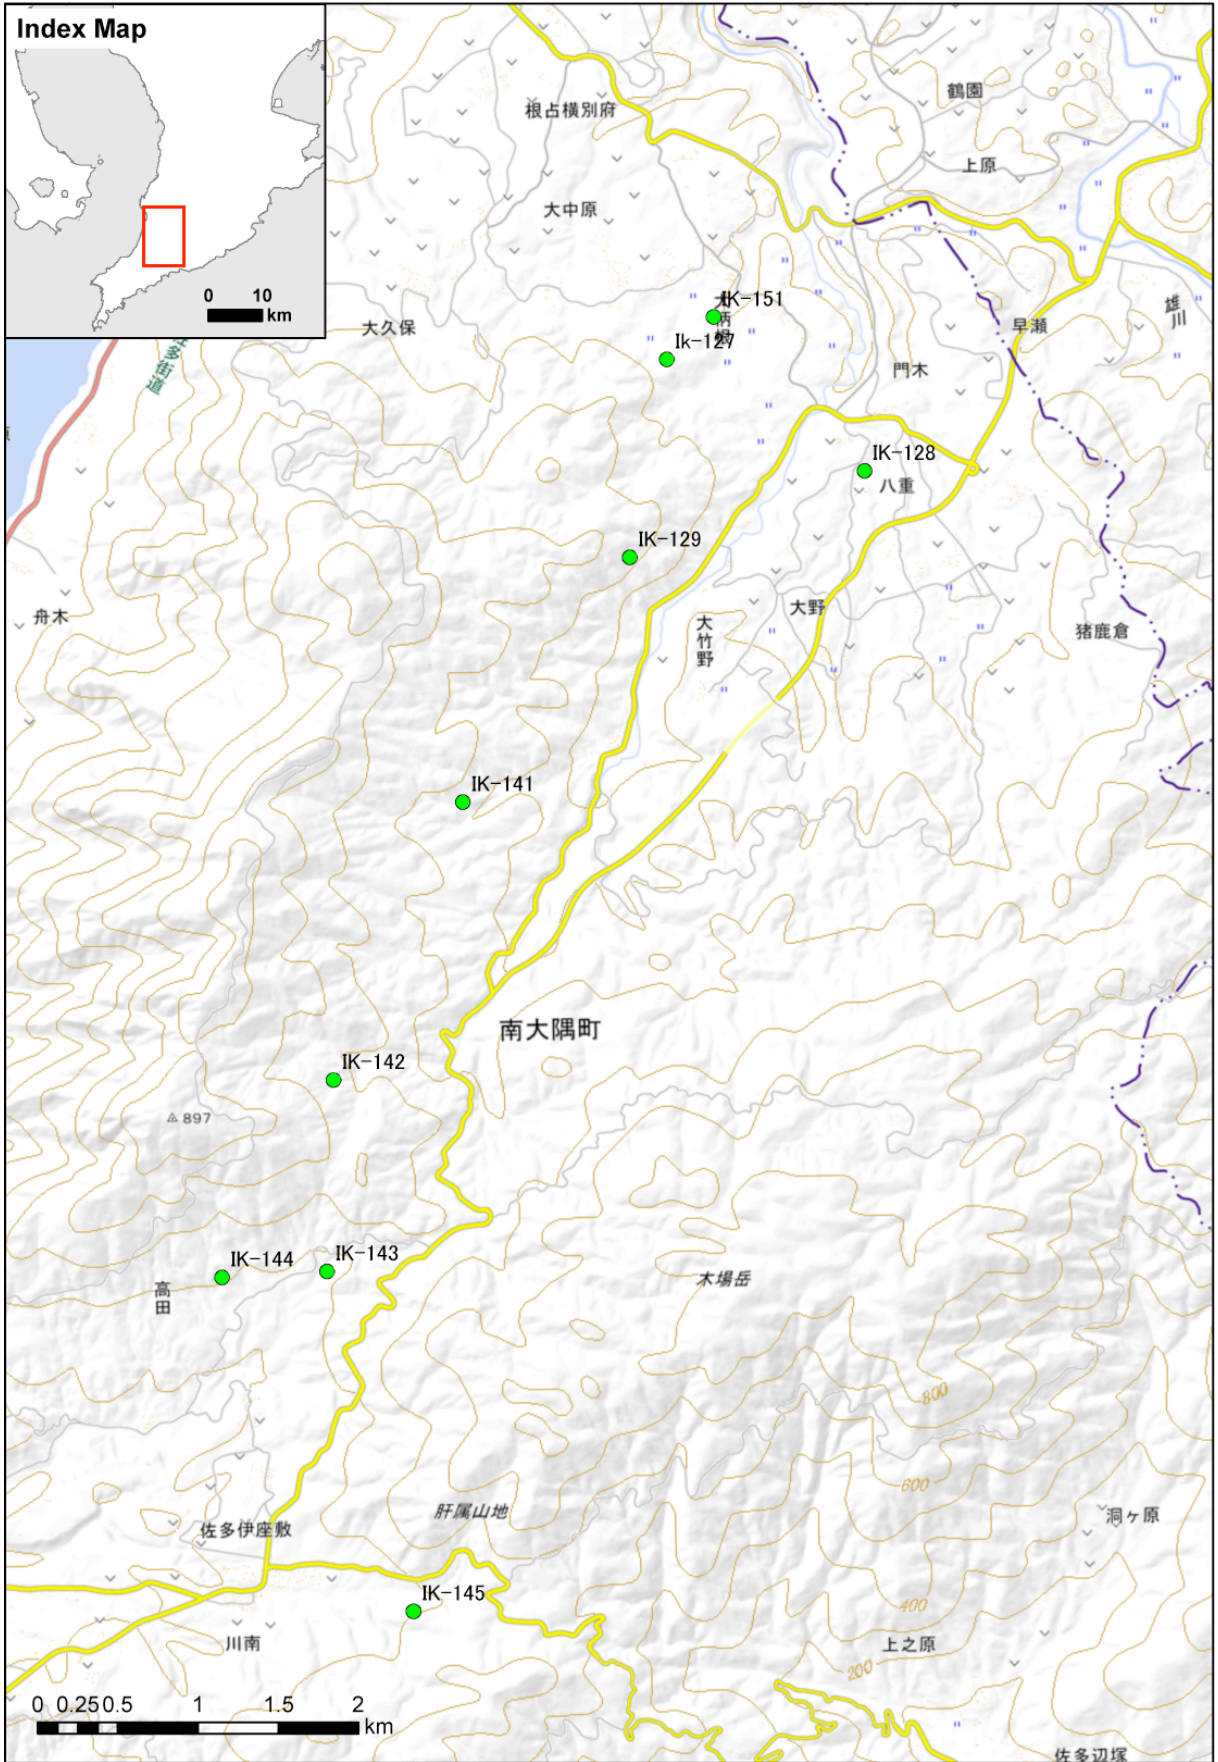 Index Map
0 10
km
根占横別府
鶴園
上原
大中原
大久保
IK-151
Ik-127
早瀬
雄川
門木
IK-128
八重
IK-129
舟木
大竹野
大野
猪鹿倉
IK-141
南大隅町
IK-142
897
IK-144
IK-143
高田
木場岳
800
600
肝属山地
洞ヶ原
佐多伊座敷
IK-145
400
川南
上之原
200
0 0.25 0.5 1 1.5 2
km
佐多辺塚